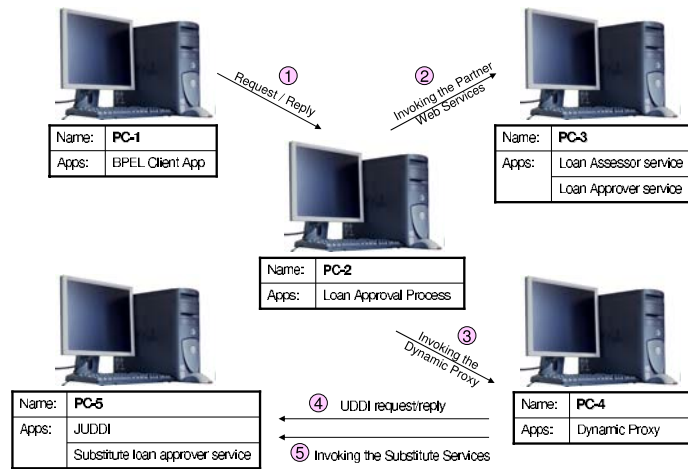 1
Request / Reply
2
Invoking the Partner
Web Services
Name: PC-1
Apps: BPEL Client App
Name: PC-3
Apps: Loan Assessor service
Loan Approver service
Name: PC-2
Apps: Loan Approval Process
3
Invoking the
Dynamic Proxy
Name: PC-5
Apps: JUDDI
Substitute loan approver service
4 UDDI request/reply
5 Invoking the Substitute Services
Name: PC-4
Apps: Dynamic Proxy